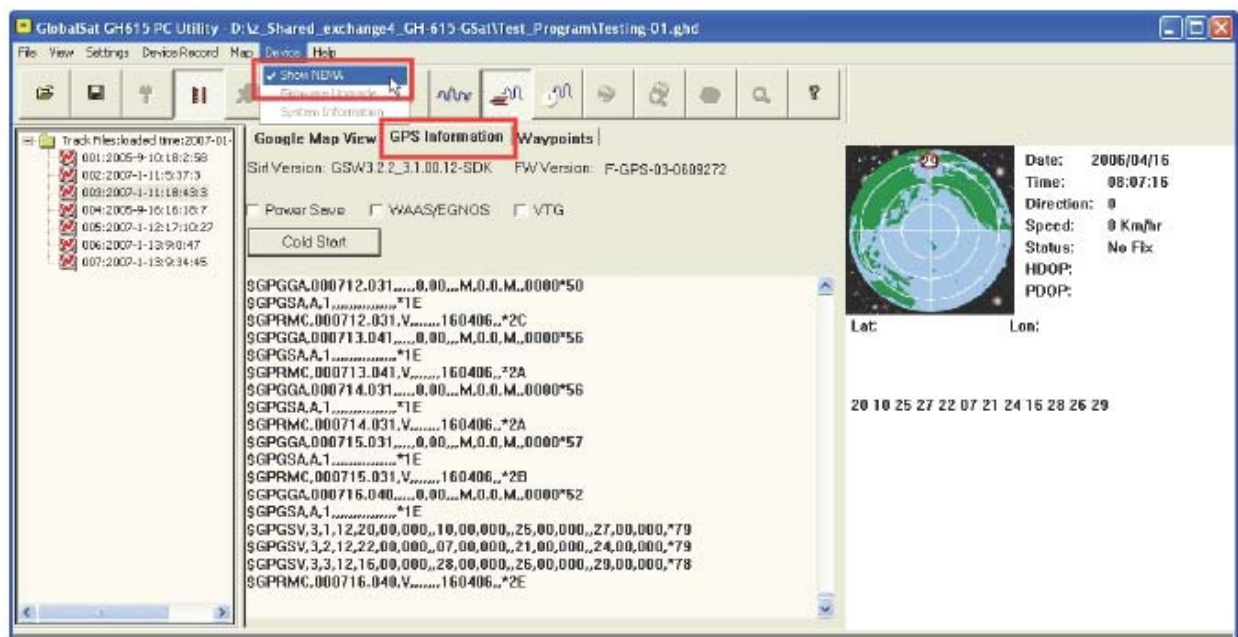 GlobalSat GH615 PC Utility - D:\z_Shared_exchange4_GH-615-GSat\Test_Program\Testing-01.ghd
File View Settings DeviceRecord Map Device Help
Show NEMA
Firmware Upgrade
System Information
Track Files:loaded time:2007-01-
001:2005-9-10:18:2:58
002:2007-1-11:5:37:3
003:2007-1-11:18:43:3
004:2005-9-16:16:16:7
005:2007-1-12:17:10:27
006:2007-1-13:9:0:47
007:2007-1-13:9:34:45
Google Map View GPS Information Waypoints
Sirf Version: GSW3.2.2_3.1.00.12-SDK FW Version: F-GPS-03-0609272
Power Save WAAS/EGNOS VTG
Cold Start
$GPGGA,000712.031,,,,,0,00,,,M,0.0,M,,0000*50
$GPGSA,A,1,,,,,,,,,,,,,,,*1E
$GPRMC,000712.031,V,,,,,,,160406,,*2C
$GPGGA,000713.041,,,,,0,00,,,M,0.0,M,,0000*56
$GPGSA,A,1,,,,,,,,,,,,,,,*1E
$GPRMC,000713.041,V,,,,,,,160406,,*2A
$GPGGA,000714.031,,,,,0,00,,,M,0.0,M,,0000*56
$GPGSA,A,1,,,,,,,,,,,,,,,*1E
$GPRMC,000714.031,V,,,,,,,160406,,*2A
$GPGGA,000715.031,,,,,0,00,,,M,0.0,M,,0000*57
$GPGSA,A,1,,,,,,,,,,,,,,,*1E
$GPRMC,000715.031,V,,,,,,,160406,,*2B
$GPGGA,000716.040,,,,,0,00,,,M,0.0,M,,0000*52
$GPGSA,A,1,,,,,,,,,,,,,,,*1E
$GPGSV,3,1,12,20,00,000,,10,00,000,,25,00,000,,27,00,000,*79
$GPGSV,3,2,12,22,00,000,,07,00,000,,21,00,000,,24,00,000,*79
$GPGSV,3,3,12,16,00,000,,28,00,000,,26,00,000,,29,00,000,*78
$GPRMC,000716.040,V,,,,,,,160406,,*2E
29
Date: 2006/04/16
Time: 08:07:16
Direction: 0
Speed: 0 Km/hr
Status: No Fix
HDOP:
PDOP:
Lat: Lon:
20 10 25 27 22 07 21 24 16 28 26 29